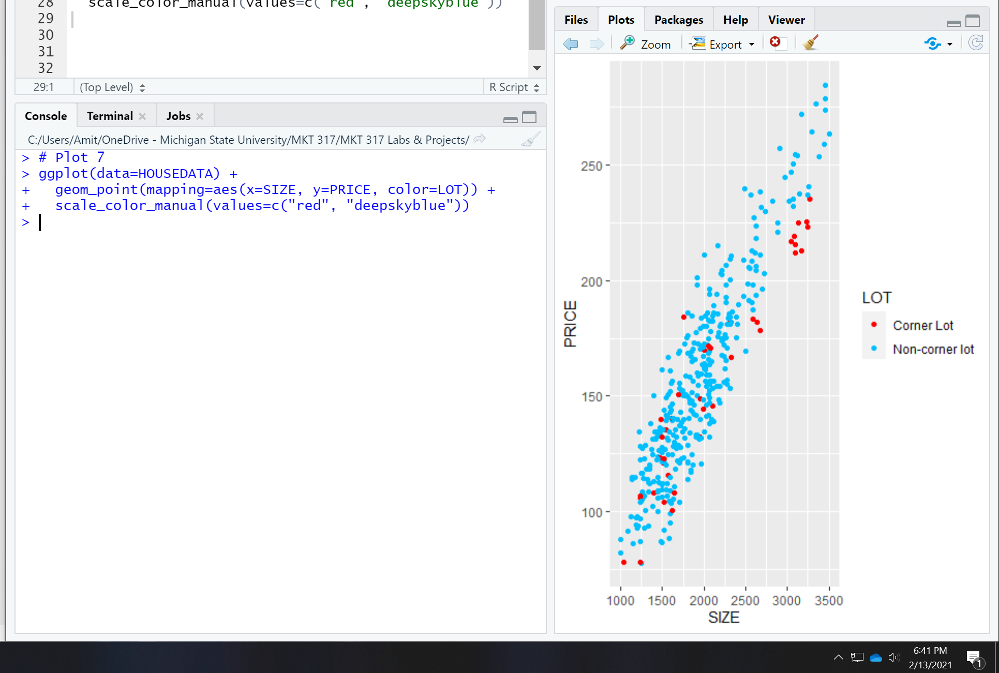 28 scale_color_manual(values=c("red", "deepskyblue"))
29
30
31
32
29:1 (Top Level) R Script
Console Terminal Jobs
C:/Users/Amit/OneDrive - Michigan State University/MKT 317/MKT 317 Labs & Projects/
> # Plot 7
> ggplot(data=HOUSEDATA) +
+ geom_point(mapping=aes(x=SIZE, y=PRICE, color=LOT)) +
+ scale_color_manual(values=c("red", "deepskyblue"))
>
Files Plots Packages Help Viewer
Zoom Export
250
200
150
100
PRICE
1000 1500 2000 2500 3000 3500
SIZE
LOT
Corner Lot
Non-corner lot
6:41 PM
2/13/2021
1